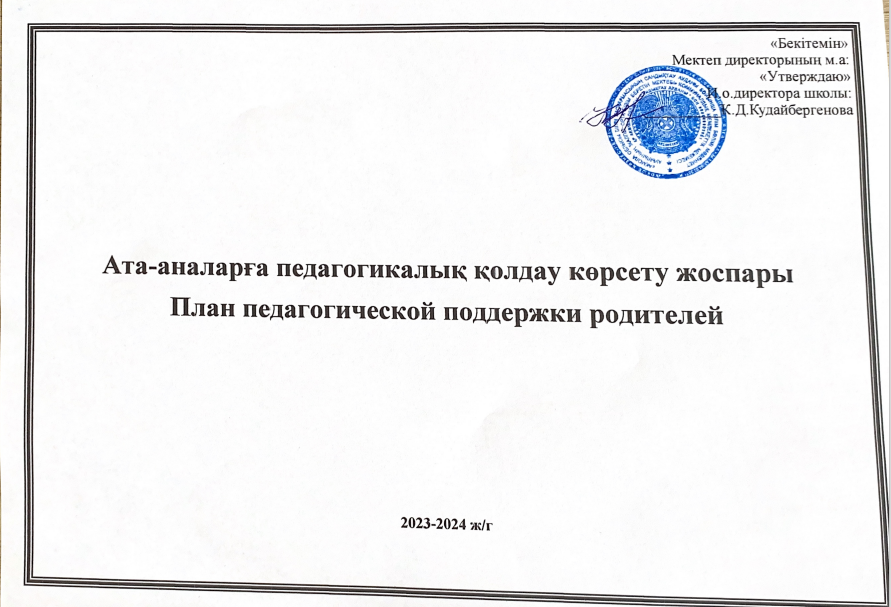 «Бекітемін»
Мектеп директорының м.а:
«Утверждаю»
И.о.директора школы:
К.Д.Кудайбергенова
Ата-аналарға педагогикалық қолдау көрсету жоспары
План педагогической поддержки родителей
2023-2024 ж/г